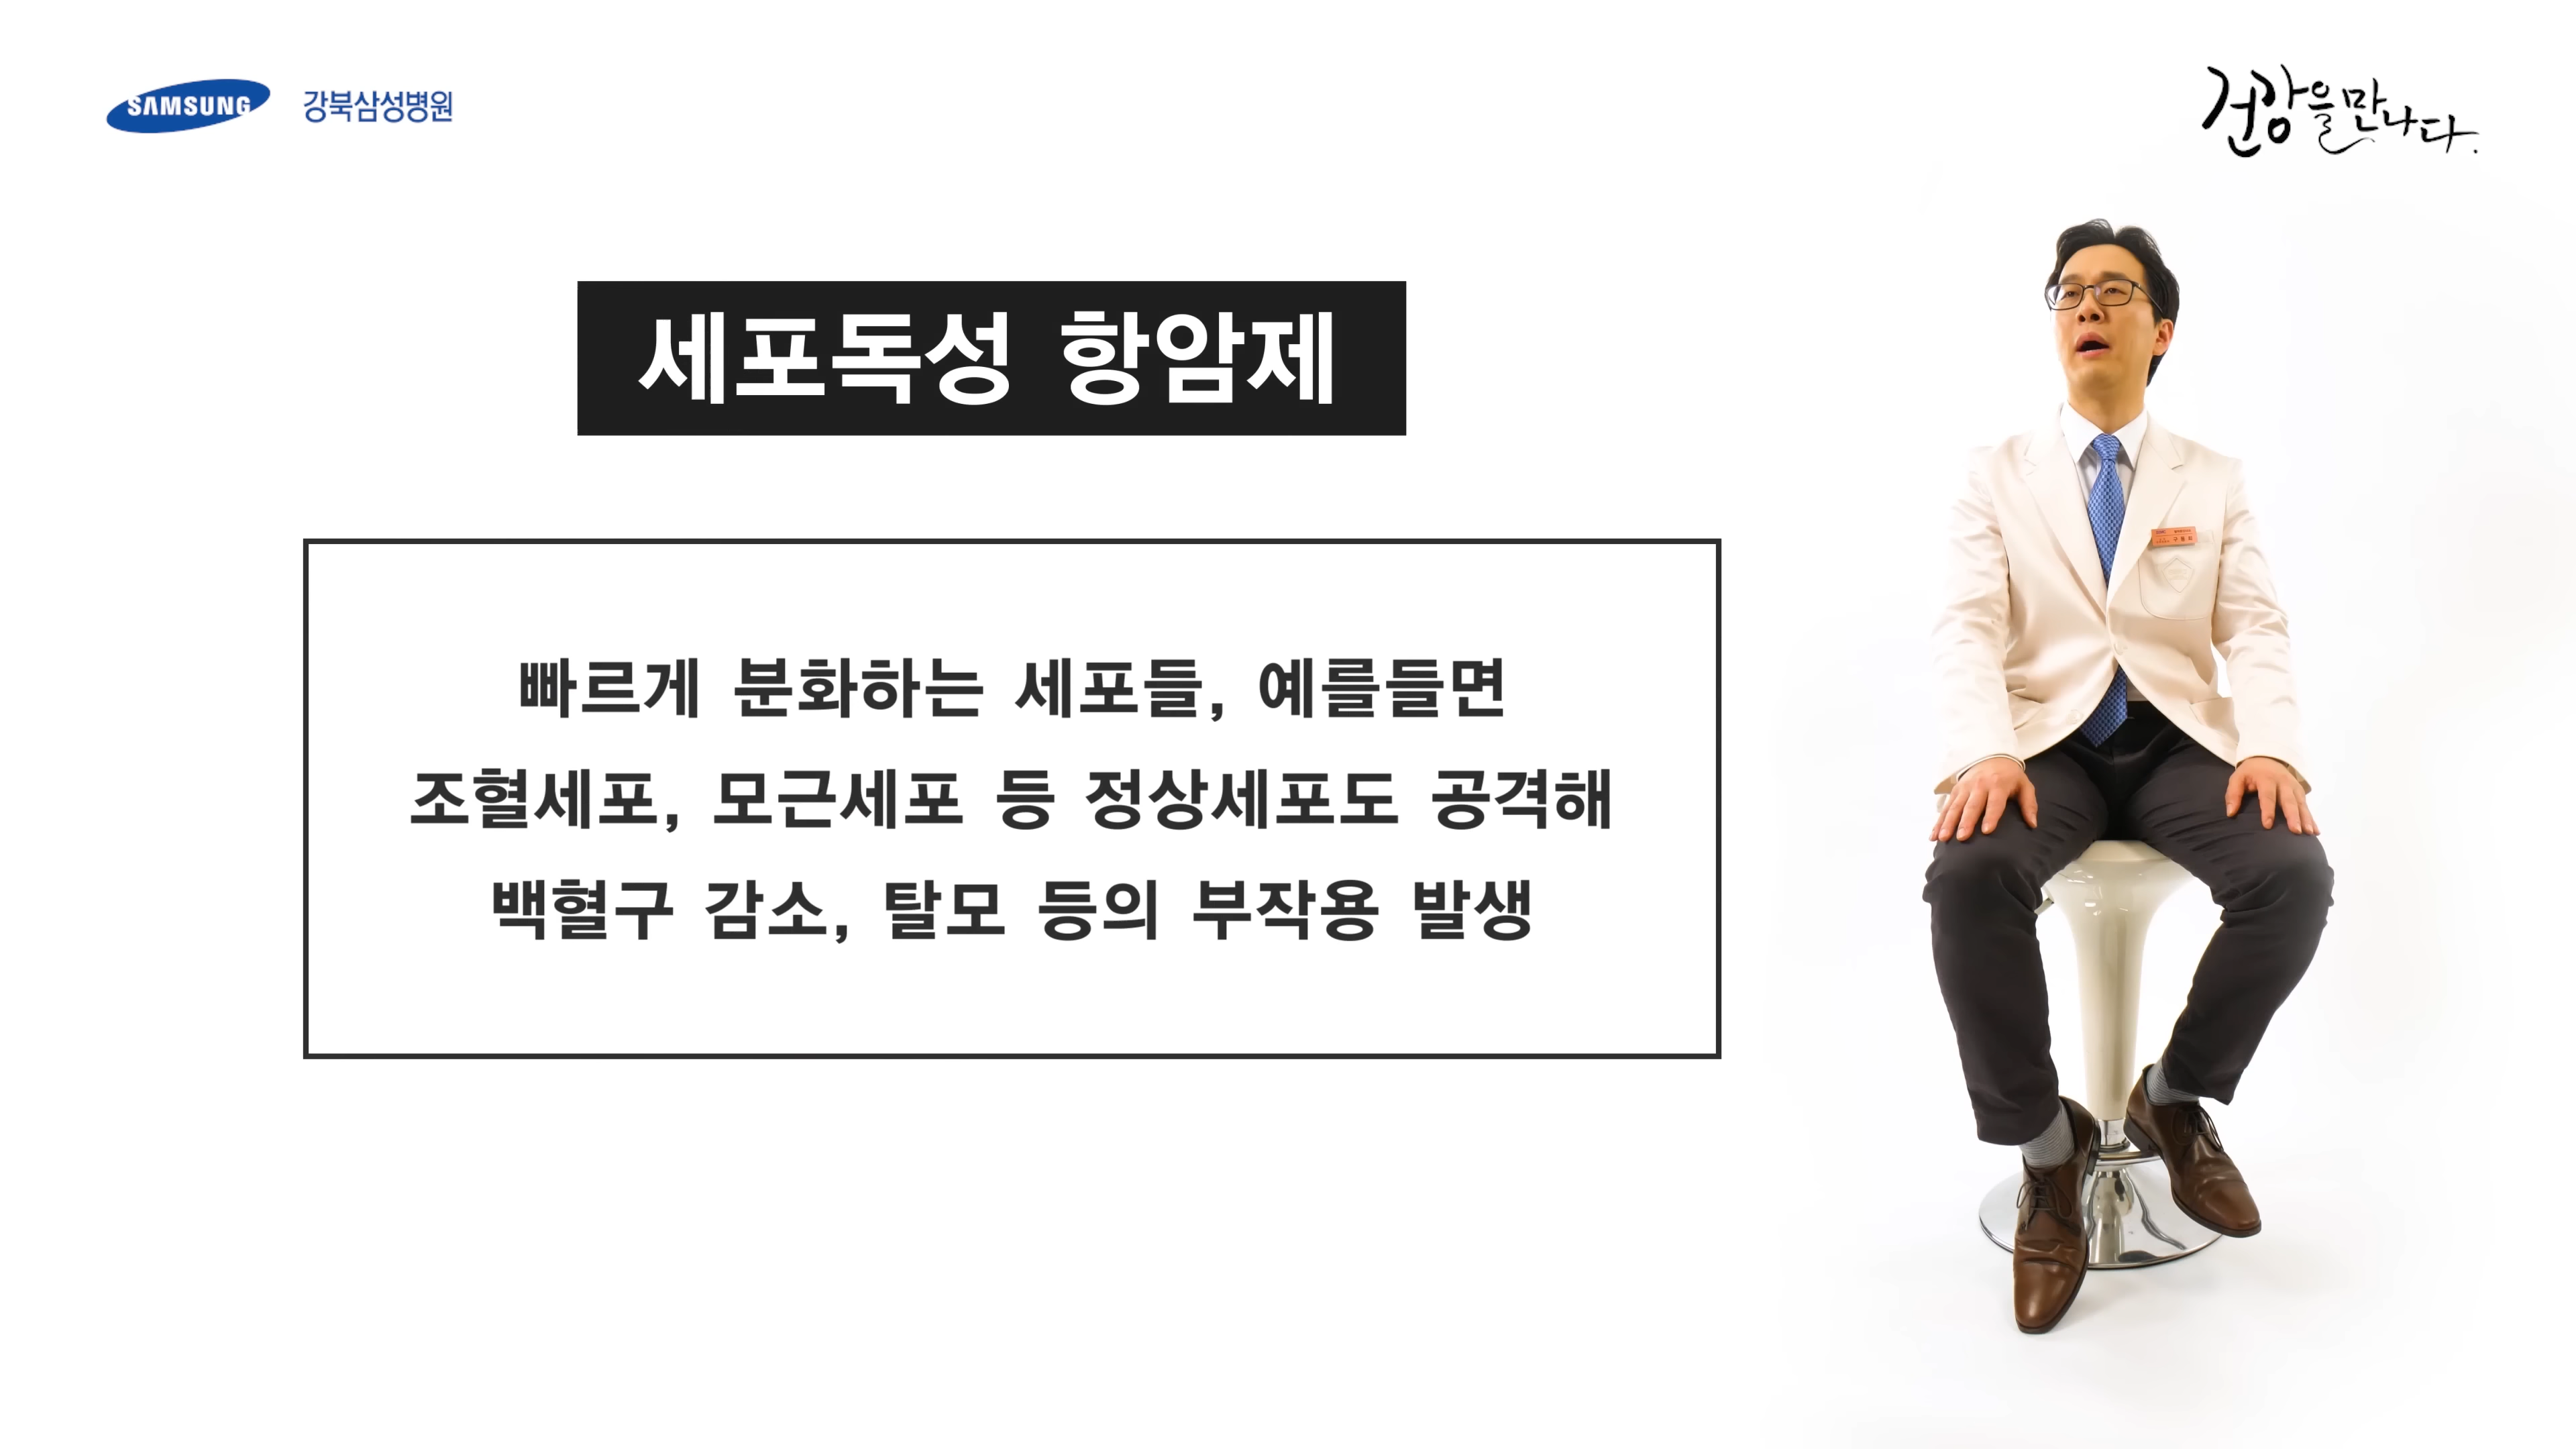 SAMSUNG 강북삼성병원
건강을 만나다.
세포독성 항암제
빠르게 분화하는 세포들, 예를들면
조혈세포, 모근세포 등 정상세포도 공격해
백혈구 감소, 탈모 등의 부작용 발생